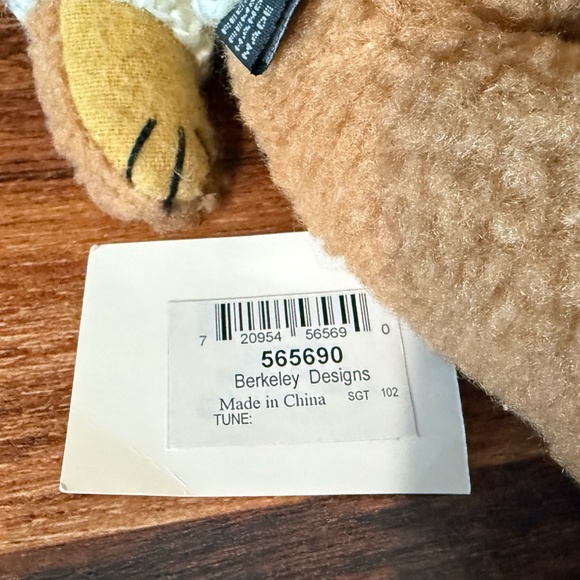 7 20954 56569 0
565690
Berkeley Designs
Made in China SGT 102
TUNE: